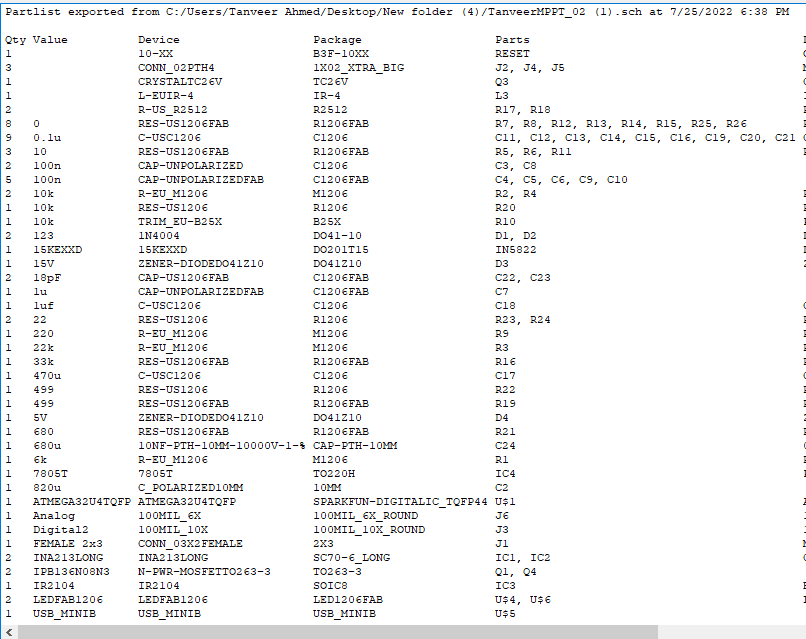 Partlist exported from C:/Users/Tanveer Ahmed/Desktop/New folder (4)/TanveerMPPT_02 (1).sch at 7/25/2022 6:38 PM
Qty Value Device Package Parts
1 10-XX B3F-10XX RESET
3 CONN_02PTH 1X02_XTRA_BIG J2, J4, J5
1 CRYSTALTC26V TC26V Q3
1 L-EUIR-4 IR-4 L3
2 R-US_R2512 R2512 R17, R18
8 0 RES-US1206FAB R1206FAB R7, R8, R12, R13, R14, R15, R25, R26
9 0.1u C-USC1206 C1206 C11, C12, C13, C14, C15, C16, C19, C20, C21
3 10 RES-US1206FAB R1206FAB R5, R6, R11
2 100n CAP-UNPOLARIZED C1206 C3, C8
5 100n CAP-UNPOLARIZEDFAB C1206FAB C4, C5, C6, C9, C10
2 10k R-EU_M1206 M1206 R2, R4
1 10k RES-US1206 R1206 R20
1 10k TRIM_EU-B25X B25X R10
2 123 1N4004 DO41-10 D1, D2
1 15KEXXD 15KEXXD DO201T15 IN5822
1 15V ZENER-DIODEDO41Z10 DO41Z10 D3
2 18pF CAP-US1206FAB C1206FAB C22, C23
1 1u CAP-UNPOLARIZEDFAB C1206FAB C7
1 1uf C-USC1206 C1206 C18
2 22 RES-US1206 R1206 R23, R24
1 220 R-EU_M1206 M1206 R9
1 22k R-EU_M1206 M1206 R3
1 33k RES-US1206FAB R1206FAB R16
1 470u C-USC1206 C1206 C17
1 499 RES-US1206 R1206 R22
1 499 RES-US1206FAB R1206FAB R19
1 5V ZENER-DIODEDO41Z10 DO41Z10 D4
1 680 RES-US1206FAB R1206FAB R21
1 680u 10NF-PTH-10MM-10000V-1-% CAP-PTH-10MM C24
1 6k R-EU_M1206 M1206 R1
1 7805T 7805T TO220H IC4
1 820u C_POLARIZED10MM 10MM C2
1 ATMEGA32U4TQFP ATMEGA32U4TQFP SPARKFUN-DIGITALIC_TQFP44 U$1
1 Analog 100MIL_6X 100MIL_6X_ROUND J6
1 Digital2 100MIL_10X 100MIL_10X_ROUND J3
1 FEMALE 2x3 CONN_03X2FEMALE 2X3 J1
2 INA213LONG INA213LONG SC70-6_LONG IC1, IC2
2 IPB136N08N3 N-PWR-MOSFETTO263-3 TO263-3 Q1, Q4
1 IR2104 IR2104 SOIC8 IC3
2 LEDFAB1206 LEDFAB1206 LED1206FAB U$4, U$6
1 USB_MINIB USB_MINIB USB_MINIB U$5